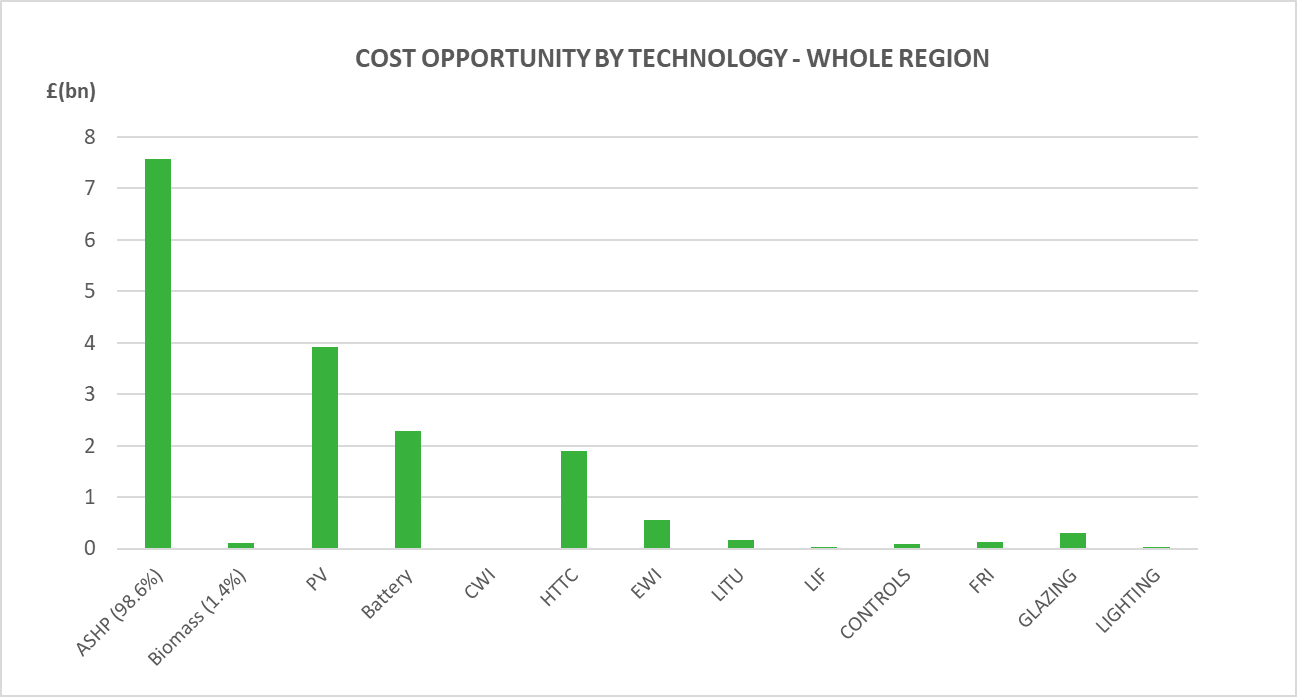 COST OPPORTUNITY BY TECHNOLOGY - WHOLE REGION
£(bn)
8
7
6
5
4
3
2
1
0
ASHP (98.6%)
Biomass (1.4%)
PV
Battery
CWI
HTTC
EWI
LITU
LIF
CONTROLS
FRI
GLAZING
LIGHTING